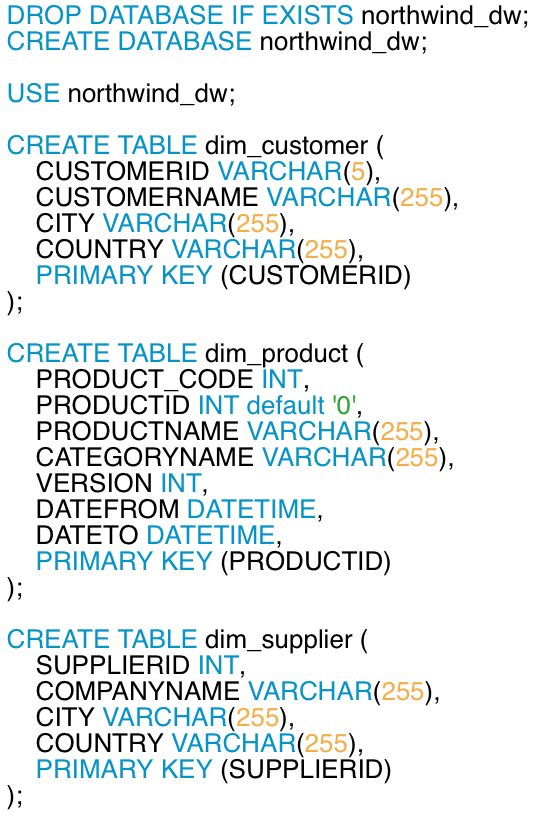 DROP DATABASE IF EXISTS northwind_dw;
CREATE DATABASE northwind_dw;
USE northwind_dw;
CREATE TABLE dim_customer (
CUSTOMERID VARCHAR(5),
CUSTOMERNAME VARCHAR(255),
CITY VARCHAR(255),
COUNTRY VARCHAR(255),
PRIMARY KEY (CUSTOMERID)
);
CREATE TABLE dim_product (
PRODUCT_CODE INT,
PRODUCTID INT default '0',
PRODUCTNAME VARCHAR(255),
CATEGORYNAME VARCHAR(255),
VERSION INT,
DATEFROM DATETIME,
DATETO DATETIME,
PRIMARY KEY (PRODUCTID)
);
CREATE TABLE dim_supplier (
SUPPLIERID INT,
COMPANYNAME VARCHAR(255),
CITY VARCHAR(255),
COUNTRY VARCHAR(255),
PRIMARY KEY (SUPPLIERID)
);